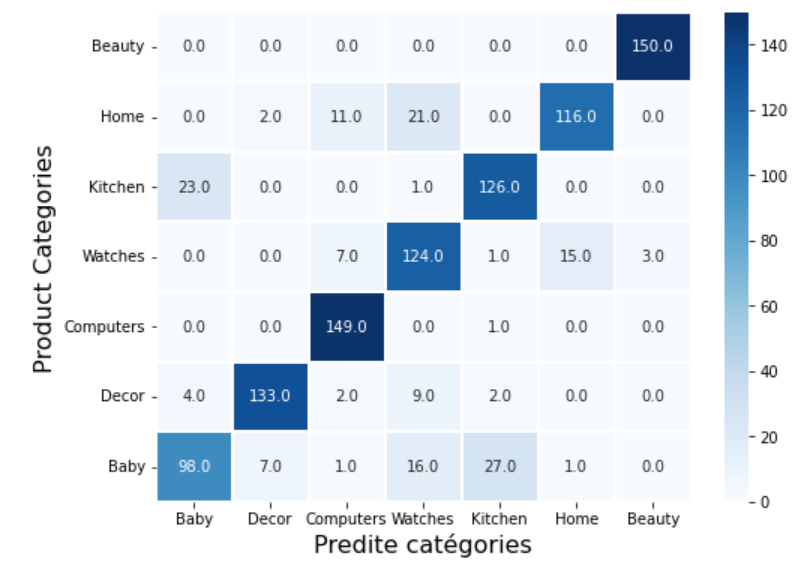 Product Categories
Beauty 0.0 0.0 0.0 0.0 0.0 0.0 150.0
Home 0.0 2.0 11.0 21.0 0.0 116.0 0.0
Kitchen 23.0 0.0 0.0 1.0 126.0 0.0 0.0
Watches 0.0 0.0 7.0 124.0 1.0 15.0 3.0
Computers 0.0 0.0 149.0 0.0 1.0 0.0 0.0
Decor 4.0 133.0 2.0 9.0 2.0 0.0 0.0
Baby 98.0 7.0 1.0 16.0 27.0 1.0 0.0
Baby Decor Computers Watches Kitchen Home Beauty
Predite catégories
140
120
100
80
60
40
20
0